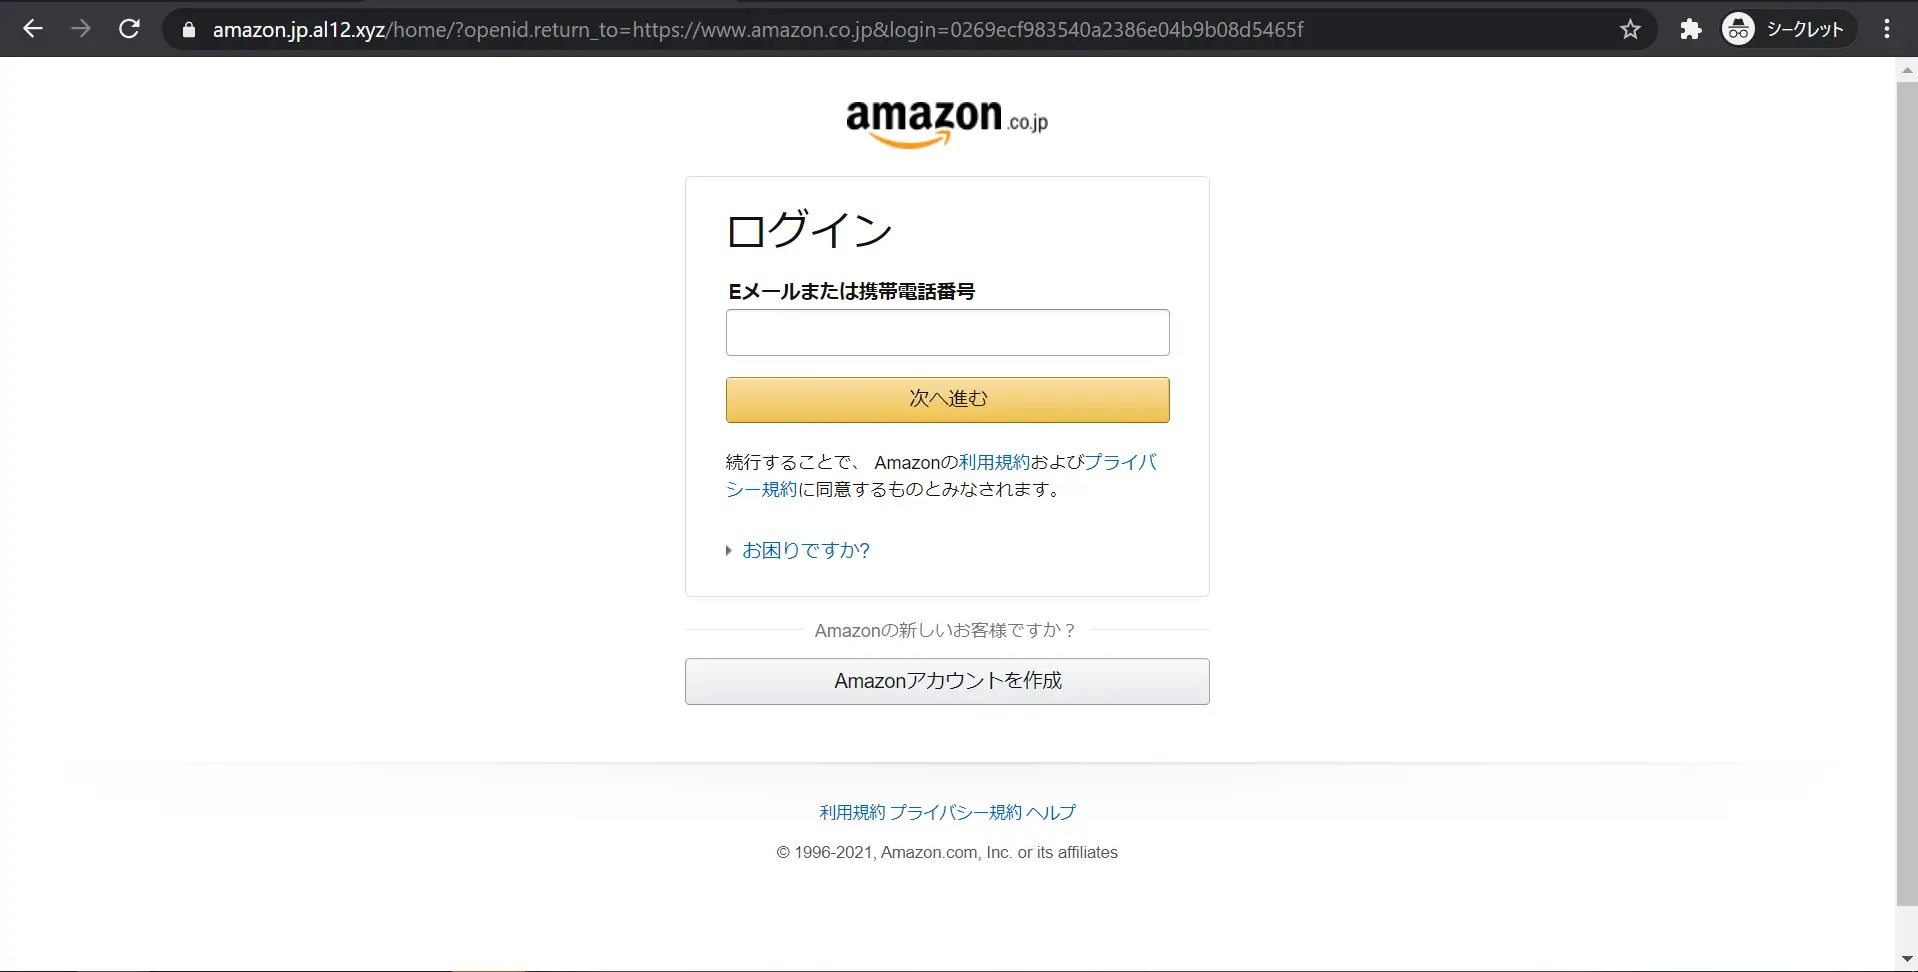 amazon.jp.al12.xyz/home/?openid.return_to=https://www.amazon.co.jp&login=0269ecf983540a2386e04b9b08d5465f
シークレット
amazon.co.jp
ログイン
Eメールまたは携帯電話番号
次へ進む
続行することで、 Amazonの利用規約およびプライバ
シー規約に同意するものとみなされます。
お困りですか?
Amazonの新しいお客様ですか？
Amazonアカウントを作成
利用規約 プライバシー規約 ヘルプ
© 1996-2021, Amazon.com, Inc. or its affiliates